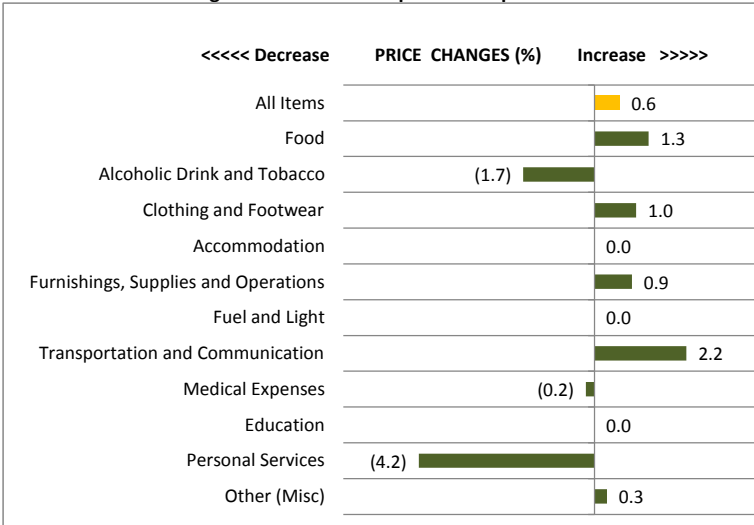 <<<<< Decrease PRICE CHANGES (%) Increase >>>>>
All Items 0.6
Food 1.3
Alcoholic Drink and Tobacco (1.7)
Clothing and Footwear 1.0
Accommodation 0.0
Furnishings, Supplies and Operations 0.9
Fuel and Light 0.0
Transportation and Communication 2.2
Medical Expenses (0.2)
Education 0.0
Personal Services (4.2)
Other (Misc) 0.3